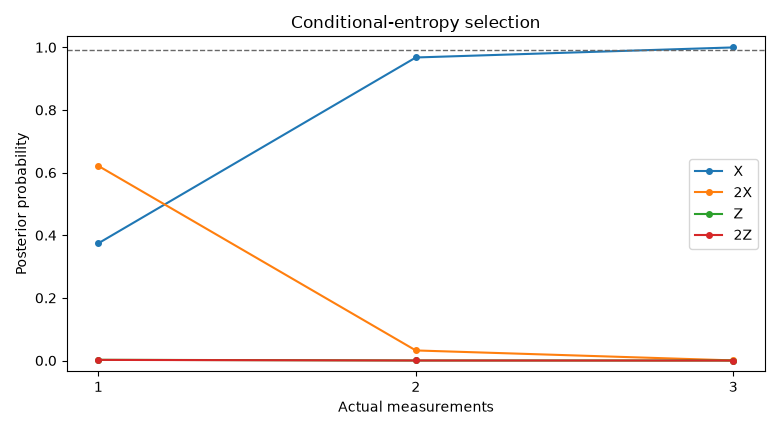 Conditional-entropy selection
Posterior probability
1.0
0.8
0.6
0.4
0.2
0.0
X
2X
Z
2Z
1
2
3
Actual measurements